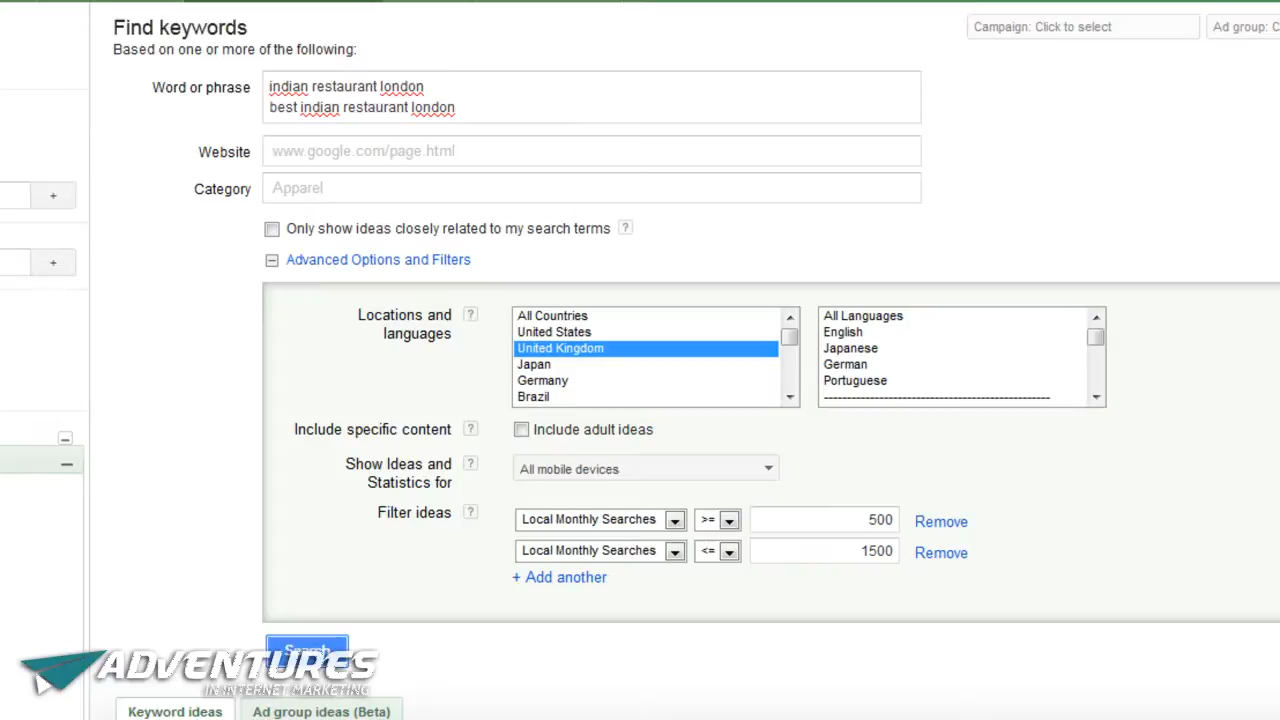 Find keywords
Campaign: Click to select
Ad group: C
Based on one or more of the following:
Word or phrase
indian restaurant london
best indian restaurant london
Website
www.google.com/page.html
Category
Apparel
+
Only show ideas closely related to my search terms ?
+
Advanced Options and Filters
Locations and
languages
?
All Countries
United States
United Kingdom
Japan
Germany
Brazil
All Languages
English
Japanese
German
Portuguese
Include specific content ?
Include adult ideas
Show Ideas and
Statistics for
?
All mobile devices
Filter ideas ?
Local Monthly Searches >= 500 Remove
Local Monthly Searches <= 1500 Remove
+ Add another
Search
ADVENTURES
IN INTERNET MARKETING
Keyword ideas
Ad group ideas (Beta)